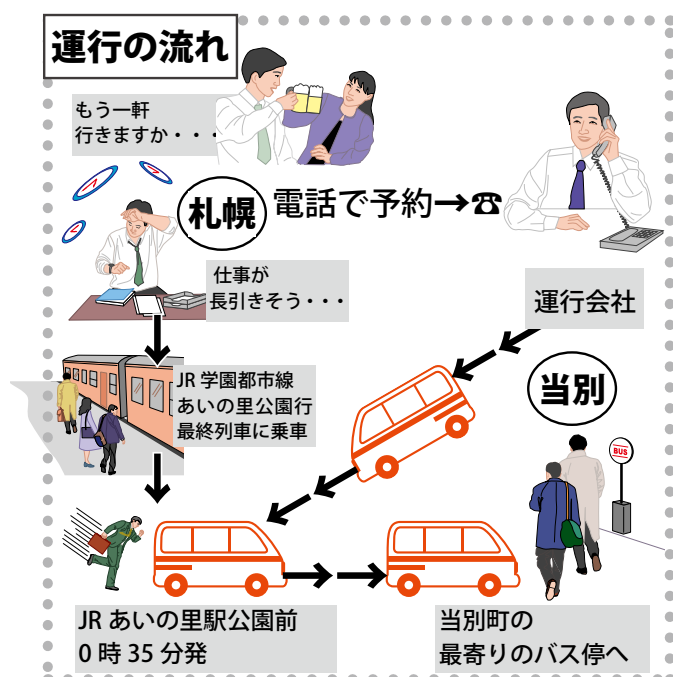 運行の流れ
もう一軒
行きますか・・・
札幌
電話で予約→☎
仕事が
長引きそう・・・
運行会社
JR 学園都市線
あいの里公園行
最終列車に乗車
当別
BUS
JR あいの里駅公園前
0 時 35 分発
当別町の
最寄りのバス停へ